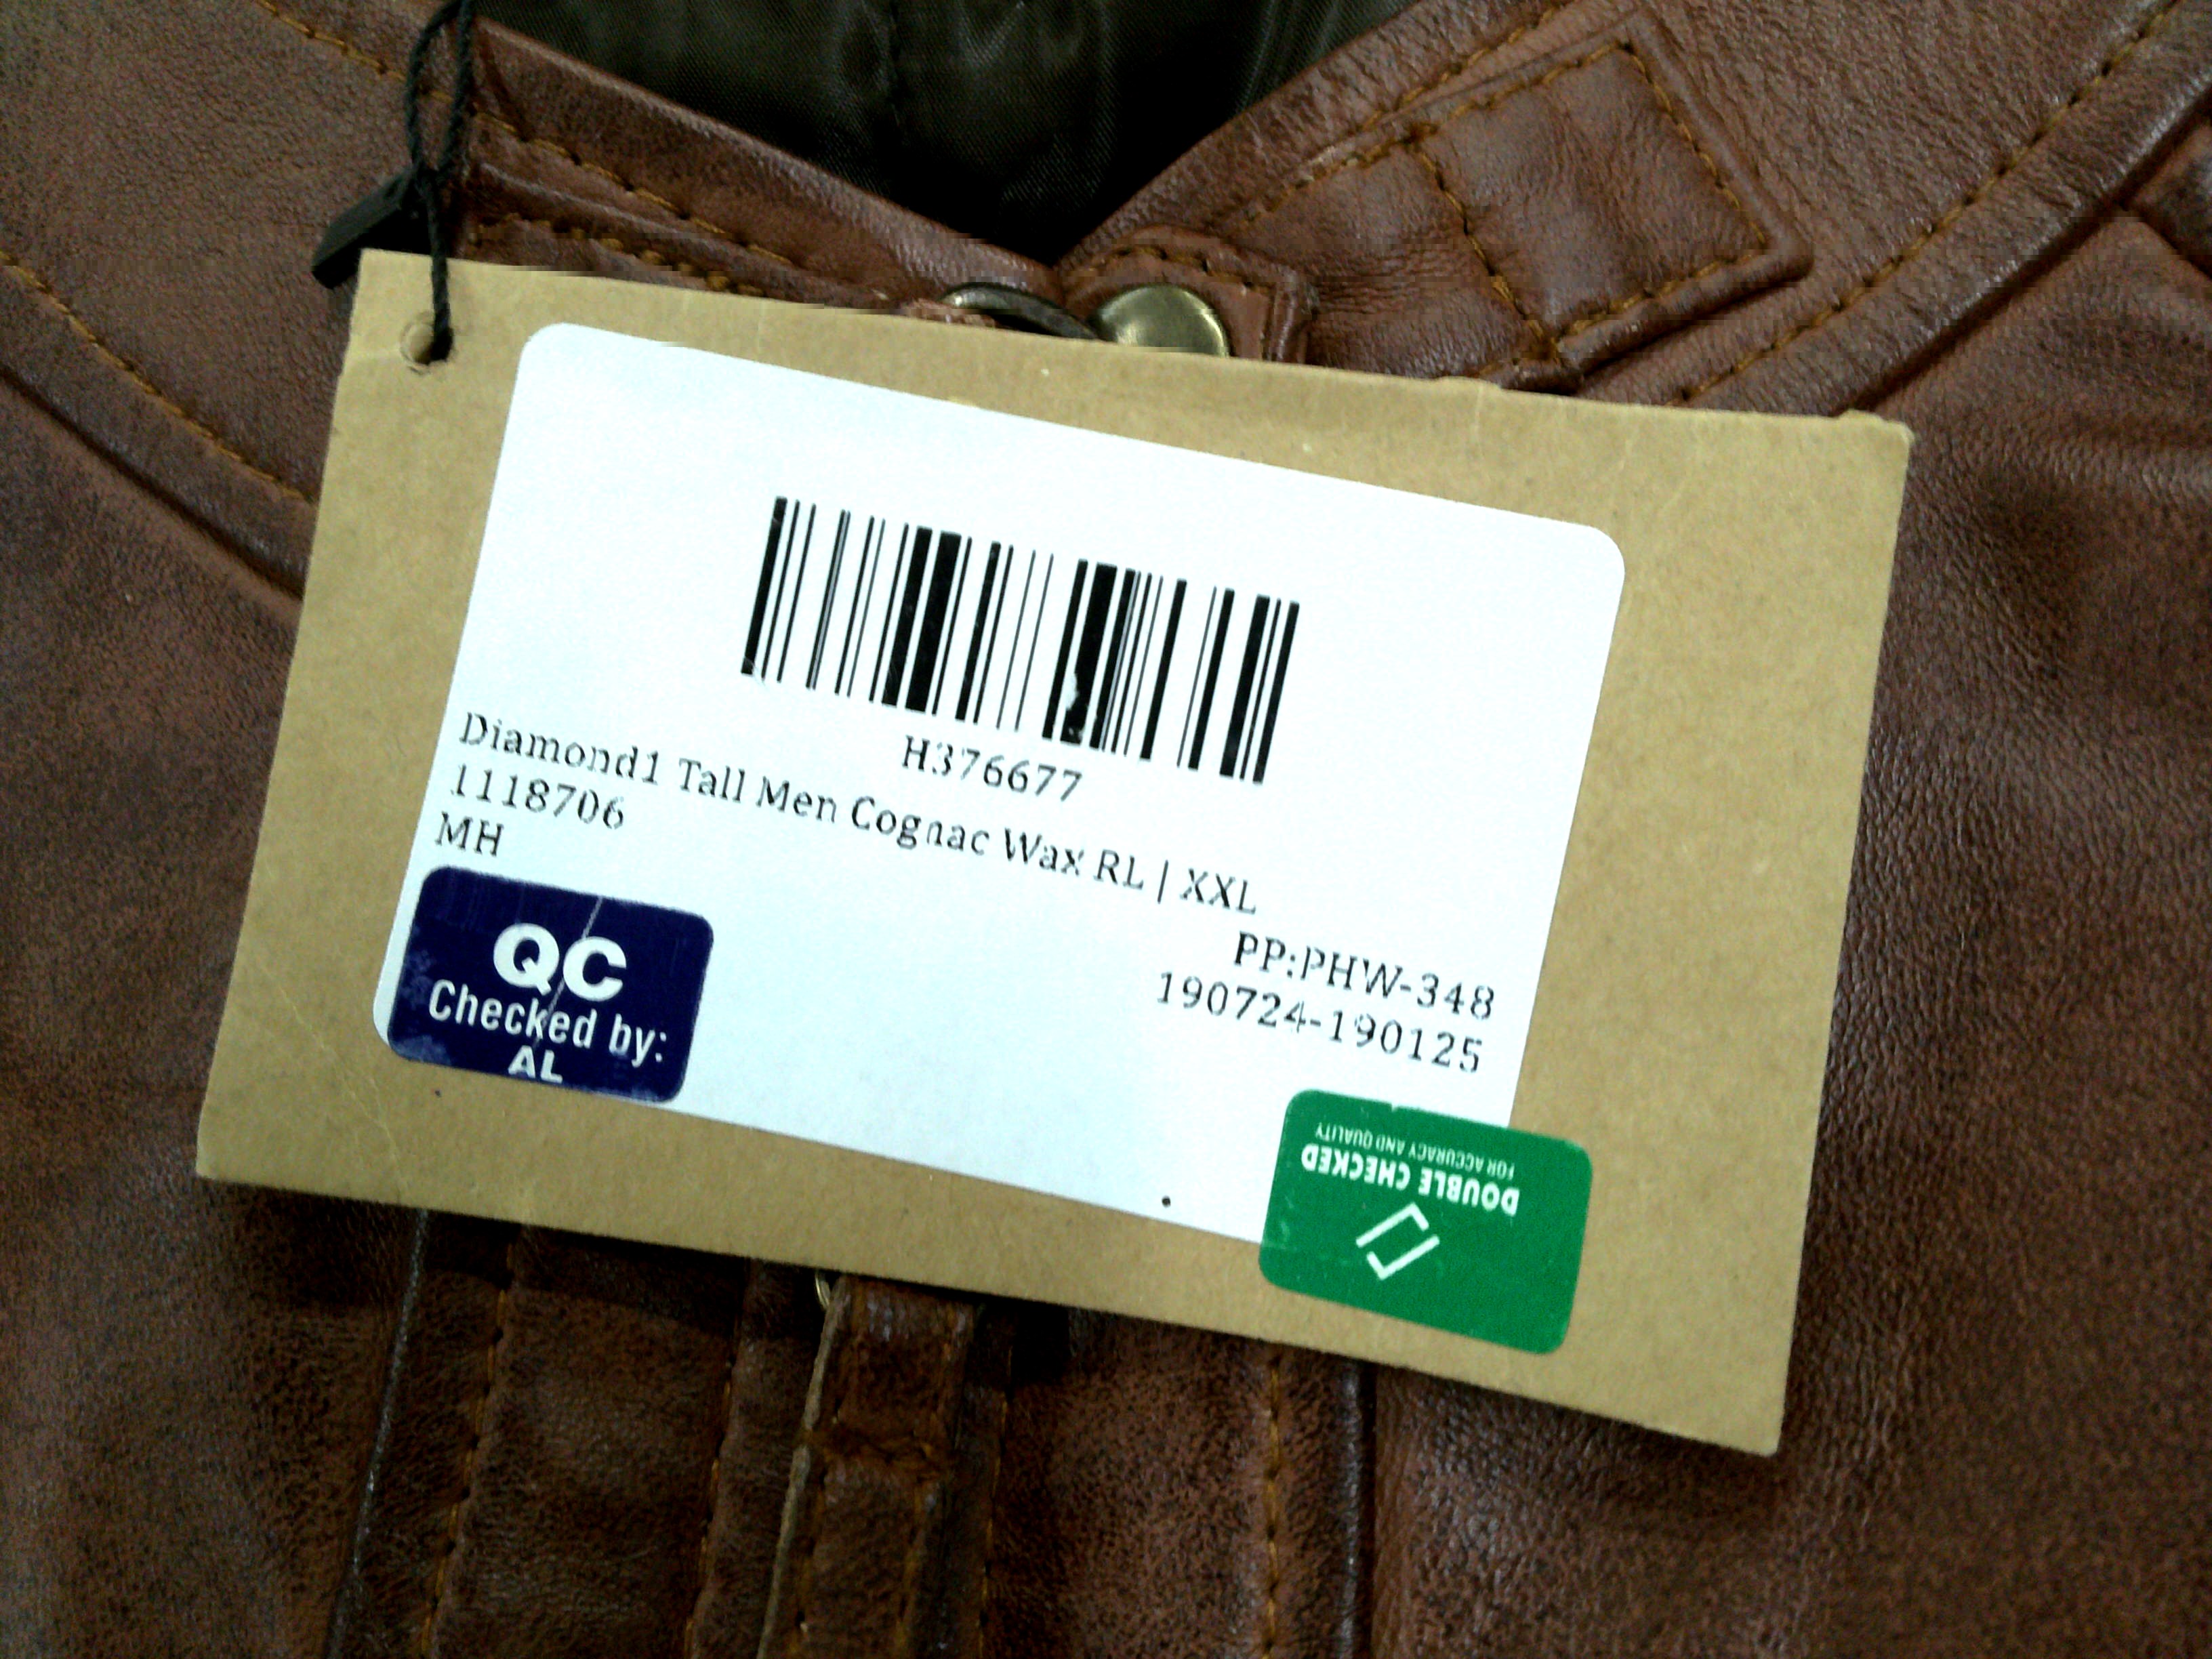 H376677
Diamond1 Tall Men Cognac Wax RL | XXL
1118706
MH
PP:PHW-348
190724-190125
QC
Checked by:
AL
DOUBLE CHECKED
FOR ACCURACY AND QUALITY